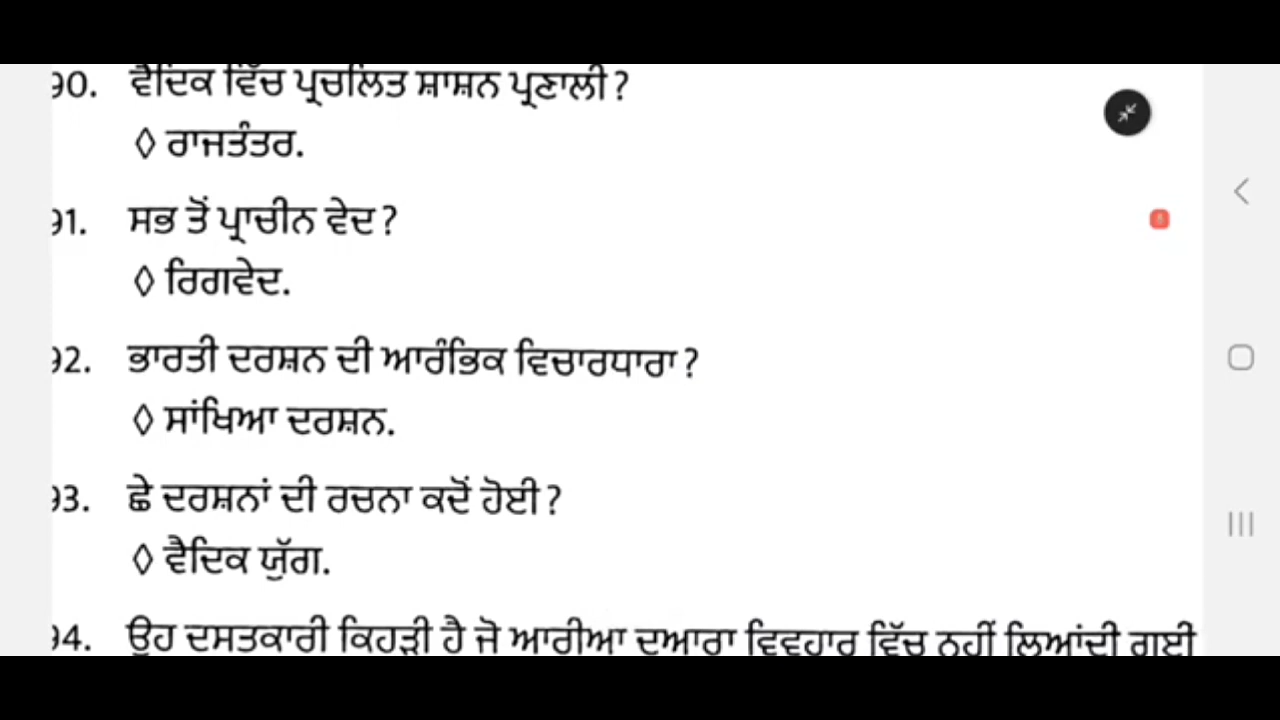 90. ਵੈਦਿਕ ਵਿੱਚ ਪ੍ਰਚਲਿਤ ਸ਼ਾਸ਼ਨ ਪ੍ਰਣਾਲੀ?
◊ ਰਾਜਤੰਤਰ.
91. ਸਭ ਤੋਂ ਪ੍ਰਾਚੀਨ ਵੇਦ?
◊ ਰਿਗਵੇਦ.
92. ਭਾਰਤੀ ਦਰਸ਼ਨ ਦੀ ਆਰੰਭਿਕ ਵਿਚਾਰਧਾਰਾ?
◊ ਸਾਂਖਿਆ ਦਰਸ਼ਨ.
93. ਛੇ ਦਰਸ਼ਨਾਂ ਦੀ ਰਚਨਾ ਕਦੋਂ ਹੋਈ?
◊ ਵੈਦਿਕ ਯੁੱਗ.
94. ਉਹ ਦਸਤਕਾਰੀ ਕਿਹੜੀ ਹੈ ਜੋ ਆਰੀਆ ਦੁਆਰਾ ਵਿਵਹਾਰ ਵਿੱਚ ਨਹੀਂ ਲਿਆਂਦੀ ਗਈ